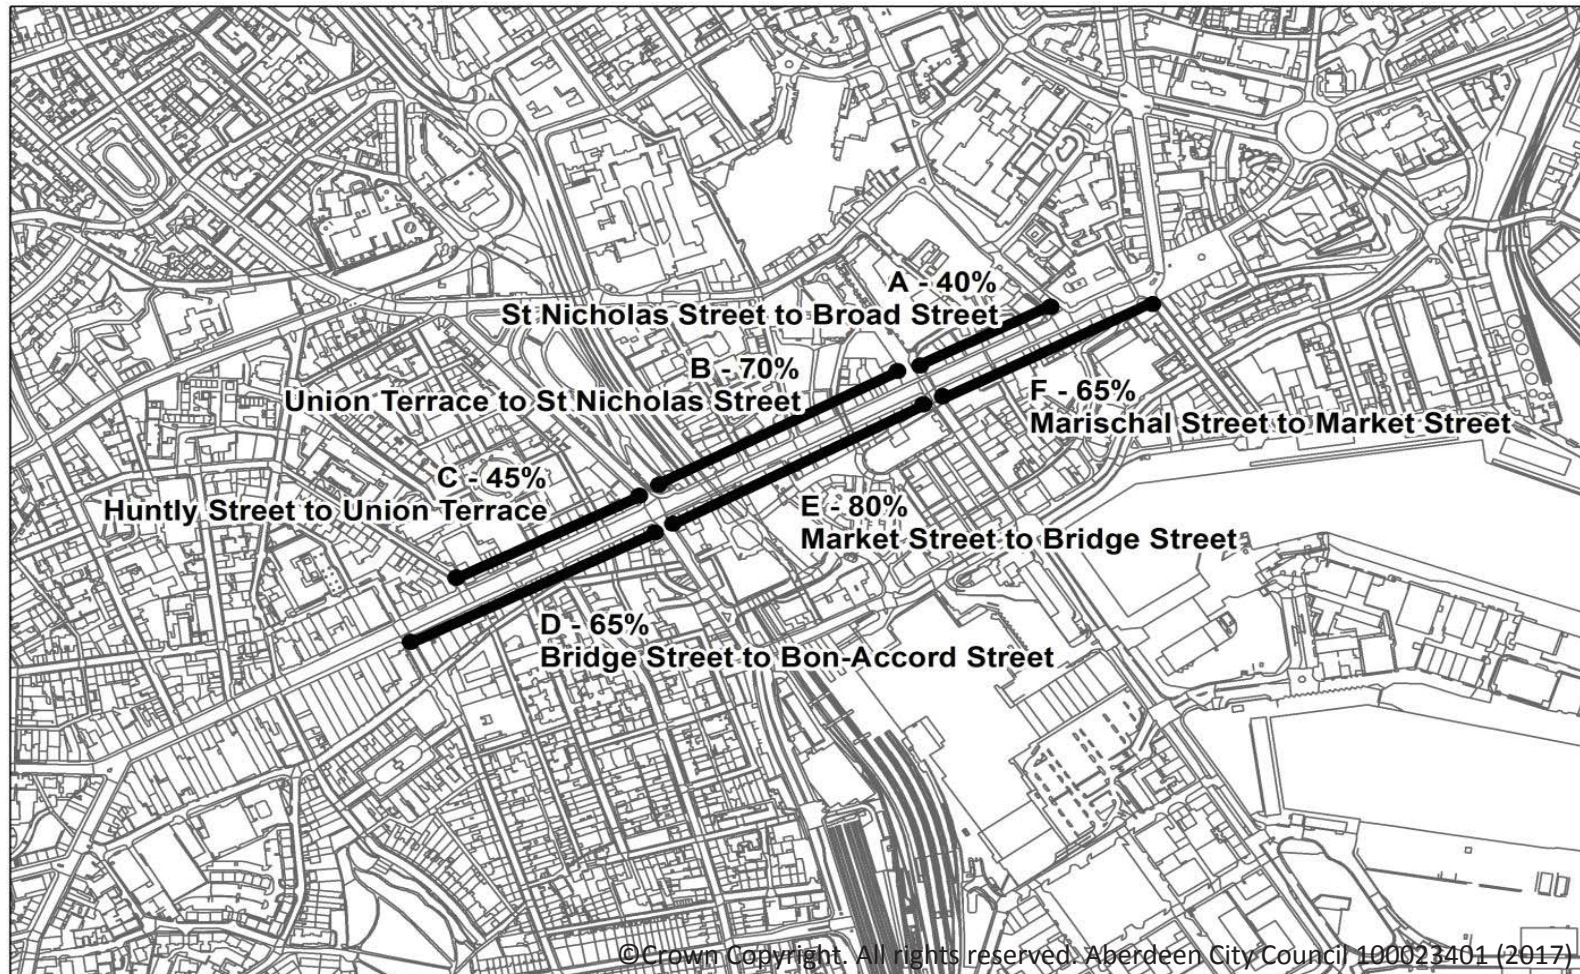 A - 40%
St Nicholas Street to Broad Street
B - 70%
Union Terrace to St Nicholas Street
F - 65%
Marischal Street to Market Street
C - 45%
Huntly Street to Union Terrace
E - 80%
Market Street to Bridge Street
D - 65%
Bridge Street to Bon-Accord Street
©Crown Copyright. All rights reserved. Aberdeen City Council 100023401 (2017)